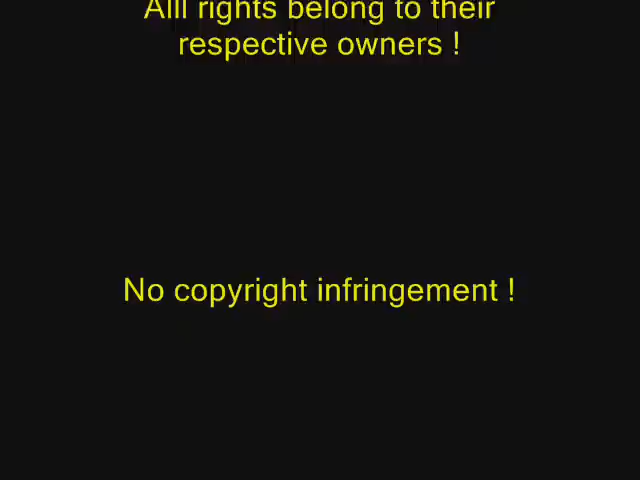 Alll rights belong to their
respective owners !
No copyright infringement !